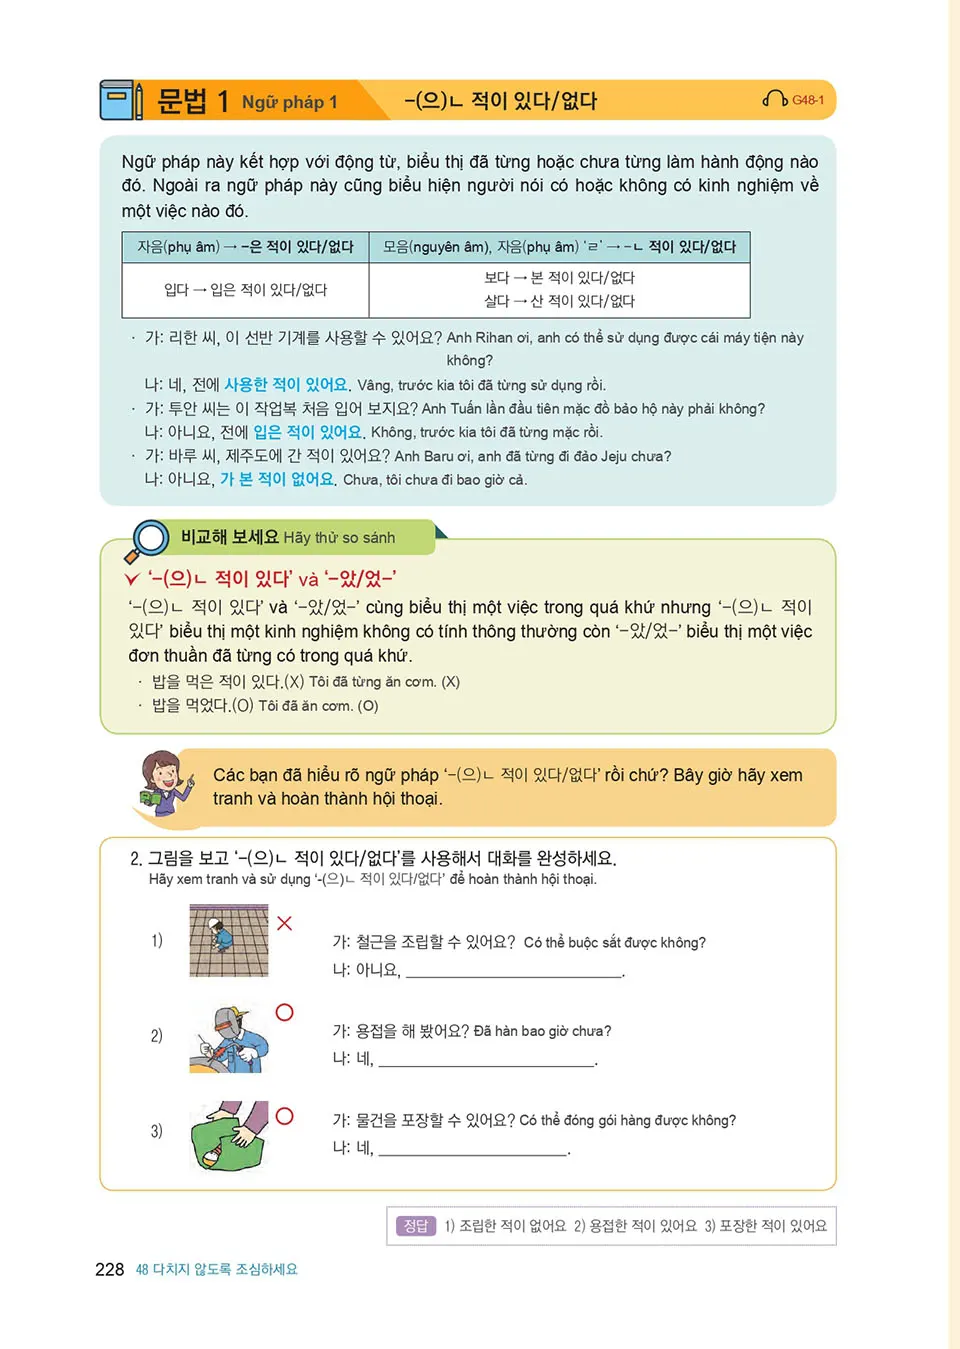 문법 1 Ngữ pháp 1 -(으)ㄴ 적이 있다/없다 G48-1
Ngữ pháp này kết hợp với động từ, biểu thị đã từng hoặc chưa từng làm hành động nào
đó. Ngoài ra ngữ pháp này cũng biểu hiện người nói có hoặc không có kinh nghiệm về
một việc nào đó.
자음(phụ âm) → -은 적이 있다/없다
모음(nguyên âm), 자음(phụ âm) 'ㄹ' → -ㄴ 적이 있다/없다
입다 → 입은 적이 있다/없다
보다 → 본 적이 있다/없다
살다 → 산 적이 있다/없다
· 가: 리한 씨, 이 선반 기계를 사용할 수 있어요? Anh Rihan ơi, anh có thể sử dụng được cái máy tiện này
không?
나: 네, 전에 사용한 적이 있어요. Vâng, trước kia tôi đã từng sử dụng rồi.
· 가: 투안 씨는 이 작업복 처음 입어 보지요? Anh Tuấn lần đầu tiên mặc đồ bảo hộ này phải không?
나: 아니요, 전에 입은 적이 있어요. Không, trước kia tôi đã từng mặc rồi.
· 가: 바루 씨, 제주도에 간 적이 있어요? Anh Baru ơi, anh đã từng đi đảo Jeju chưa?
나: 아니요, 가 본 적이 없어요. Chưa, tôi chưa đi bao giờ cả.
비교해 보세요 Hãy thử so sánh
'-(으)ㄴ 적이 있다' và '-았/었-'
'-(으)ㄴ 적이 있다' và '-았/었-' cùng biểu thị một việc trong quá khứ nhưng '-(으)ㄴ 적이
있다' biểu thị một kinh nghiệm không có tính thông thường còn '-았/었-' biểu thị một việc
đơn thuần đã từng có trong quá khứ.
· 밥을 먹은 적이 있다.(X) Tôi đã từng ăn cơm. (X)
· 밥을 먹었다.(O) Tôi đã ăn cơm. (O)
Các bạn đã hiểu rõ ngữ pháp '-(으)ㄴ 적이 있다/없다' rồi chứ? Bây giờ hãy xem
tranh và hoàn thành hội thoại.
2. 그림을 보고 '-(으)ㄴ 적이 있다/없다'를 사용해서 대화를 완성하세요.
Hãy xem tranh và sử dụng '-(으)ㄴ 적이 있다/없다' để hoàn thành hội thoại.
1)
가: 철근을 조립할 수 있어요? Có thể buộc sắt được không?
나: 아니요, ____________________.
2)
가: 용접을 해 봤어요? Đã hàn bao giờ chưa?
나: 네, ____________________.
3)
가: 물건을 포장할 수 있어요? Có thể đóng gói hàng được không?
나: 네, ____________________.
정답 1) 조립한 적이 없어요 2) 용접한 적이 있어요 3) 포장한 적이 있어요
228 48 다치지 않도록 조심하세요